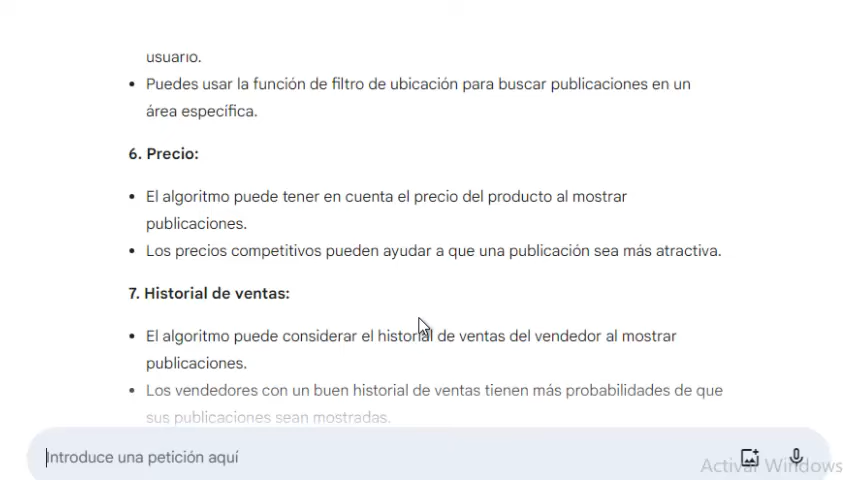 usuario.
• Puedes usar la función de filtro de ubicación para buscar publicaciones en un
área específica.
6. Precio:
• El algoritmo puede tener en cuenta el precio del producto al mostrar
publicaciones.
• Los precios competitivos pueden ayudar a que una publicación sea más atractiva.
7. Historial de ventas:
• El algoritmo puede considerar el historial de ventas del vendedor al mostrar
publicaciones.
• Los vendedores con un buen historial de ventas tienen más probabilidades de que
sus publicaciones sean mostradas.
Introduce una petición aquí
Activar Windows